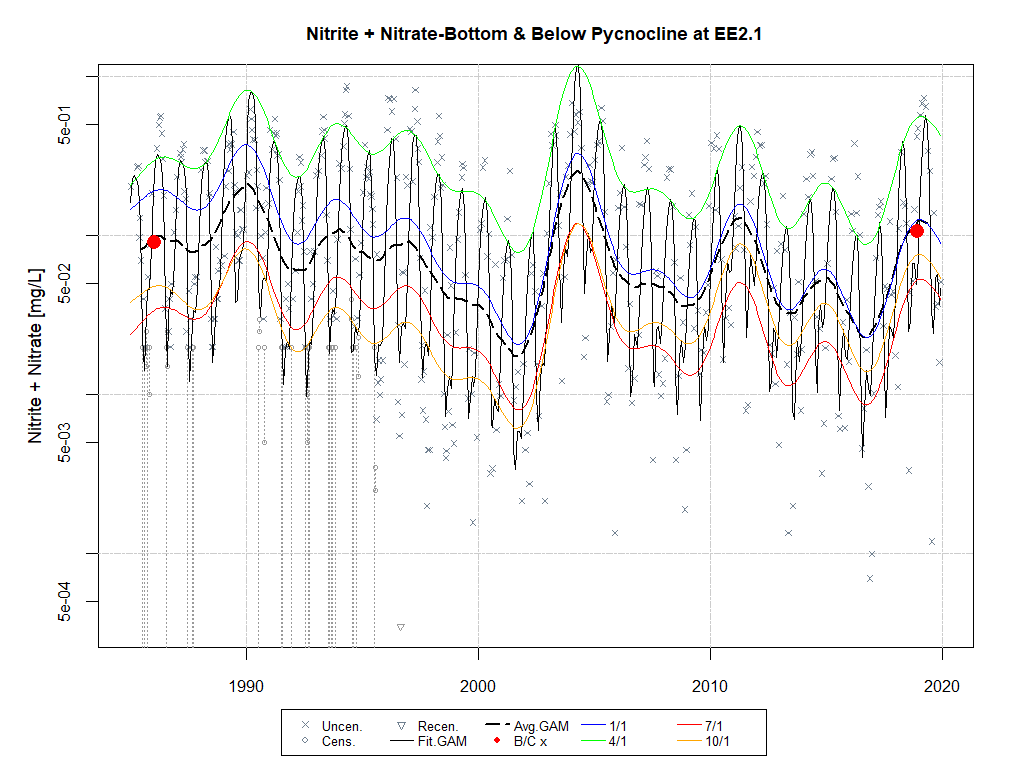 Nitrite + Nitrate-Bottom & Below Pycnocline at EE2.1
Nitrite + Nitrate [mg/L]
5e-01
5e-02
5e-03
5e-04
1990 2000 2010 2020
Uncen. Recen. Avg.GAM 1/1 7/1
Cens. Fit.GAM B/C x 4/1 10/1